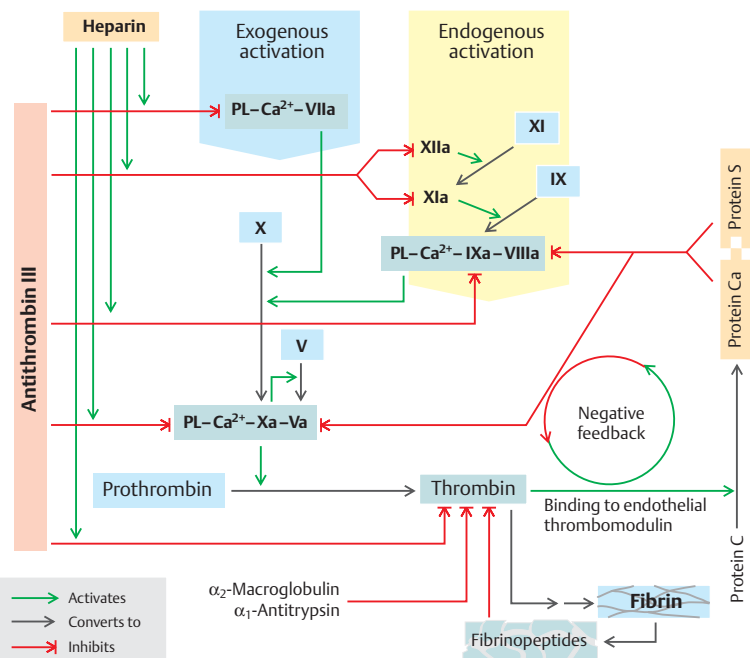 Heparin
Exogenous
activation
Endogenous
activation
PL–Ca²⁺–VIIa
XI
XIIa
IX
XIa
Protein S
X
PL–Ca²⁺–IXa–VIIIa
Antithrombin III
Protein Ca
V
PL–Ca²⁺–Xa–Va
Negative
feedback
Prothrombin
Thrombin
Binding to endothelial
thrombomodulin
Protein C
α₂-Macroglobulin
α₁-Antitrypsin
Fibrin
Fibrinopeptides
Activates
Converts to
Inhibits